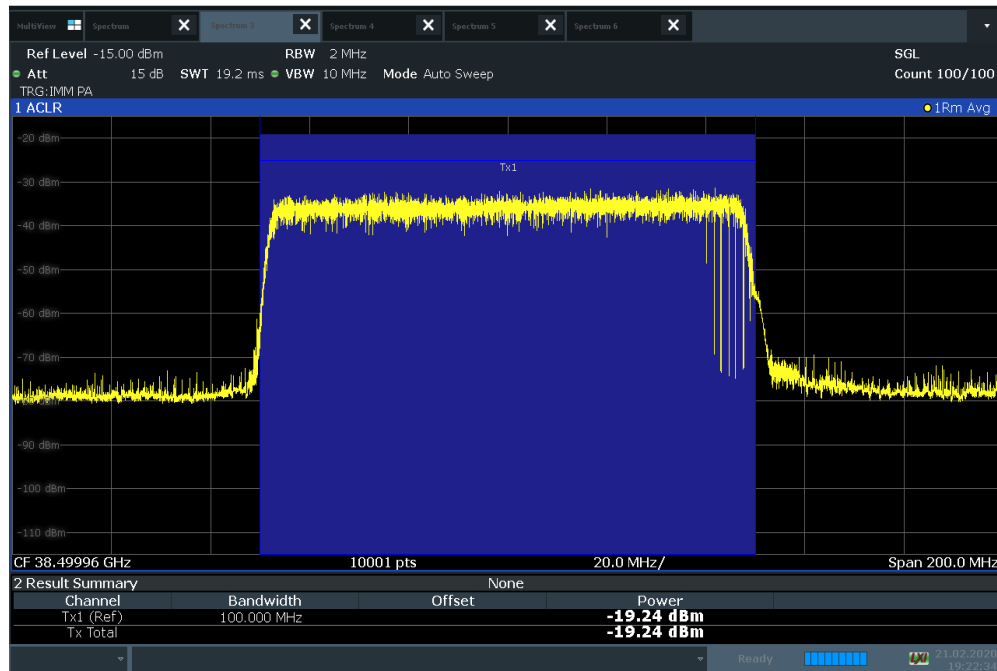 MultiView Spectrum Spectrum 3 Spectrum 4 Spectrum 5 Spectrum 6
Ref Level -15.00 dBm RBW 2 MHz SGL
Att 15 dB SWT 19.2 ms VBW 10 MHz Mode Auto Sweep Count 100/100
TRG:IMM PA
1 ACLR 1Rm Avg
-20 dBm
Tx1
-30 dBm
-40 dBm
-50 dBm
-60 dBm
-70 dBm
-90 dBm
-100 dBm
-110 dBm
CF 38.49996 GHz 10001 pts 20.0 MHz/ Span 200.0 MHz
2 Result Summary None
Channel Bandwidth Offset Power
Tx1 (Ref) 100.000 MHz -19.24 dBm
Tx Total -19.24 dBm
Ready 21.02.2020
19:22:34